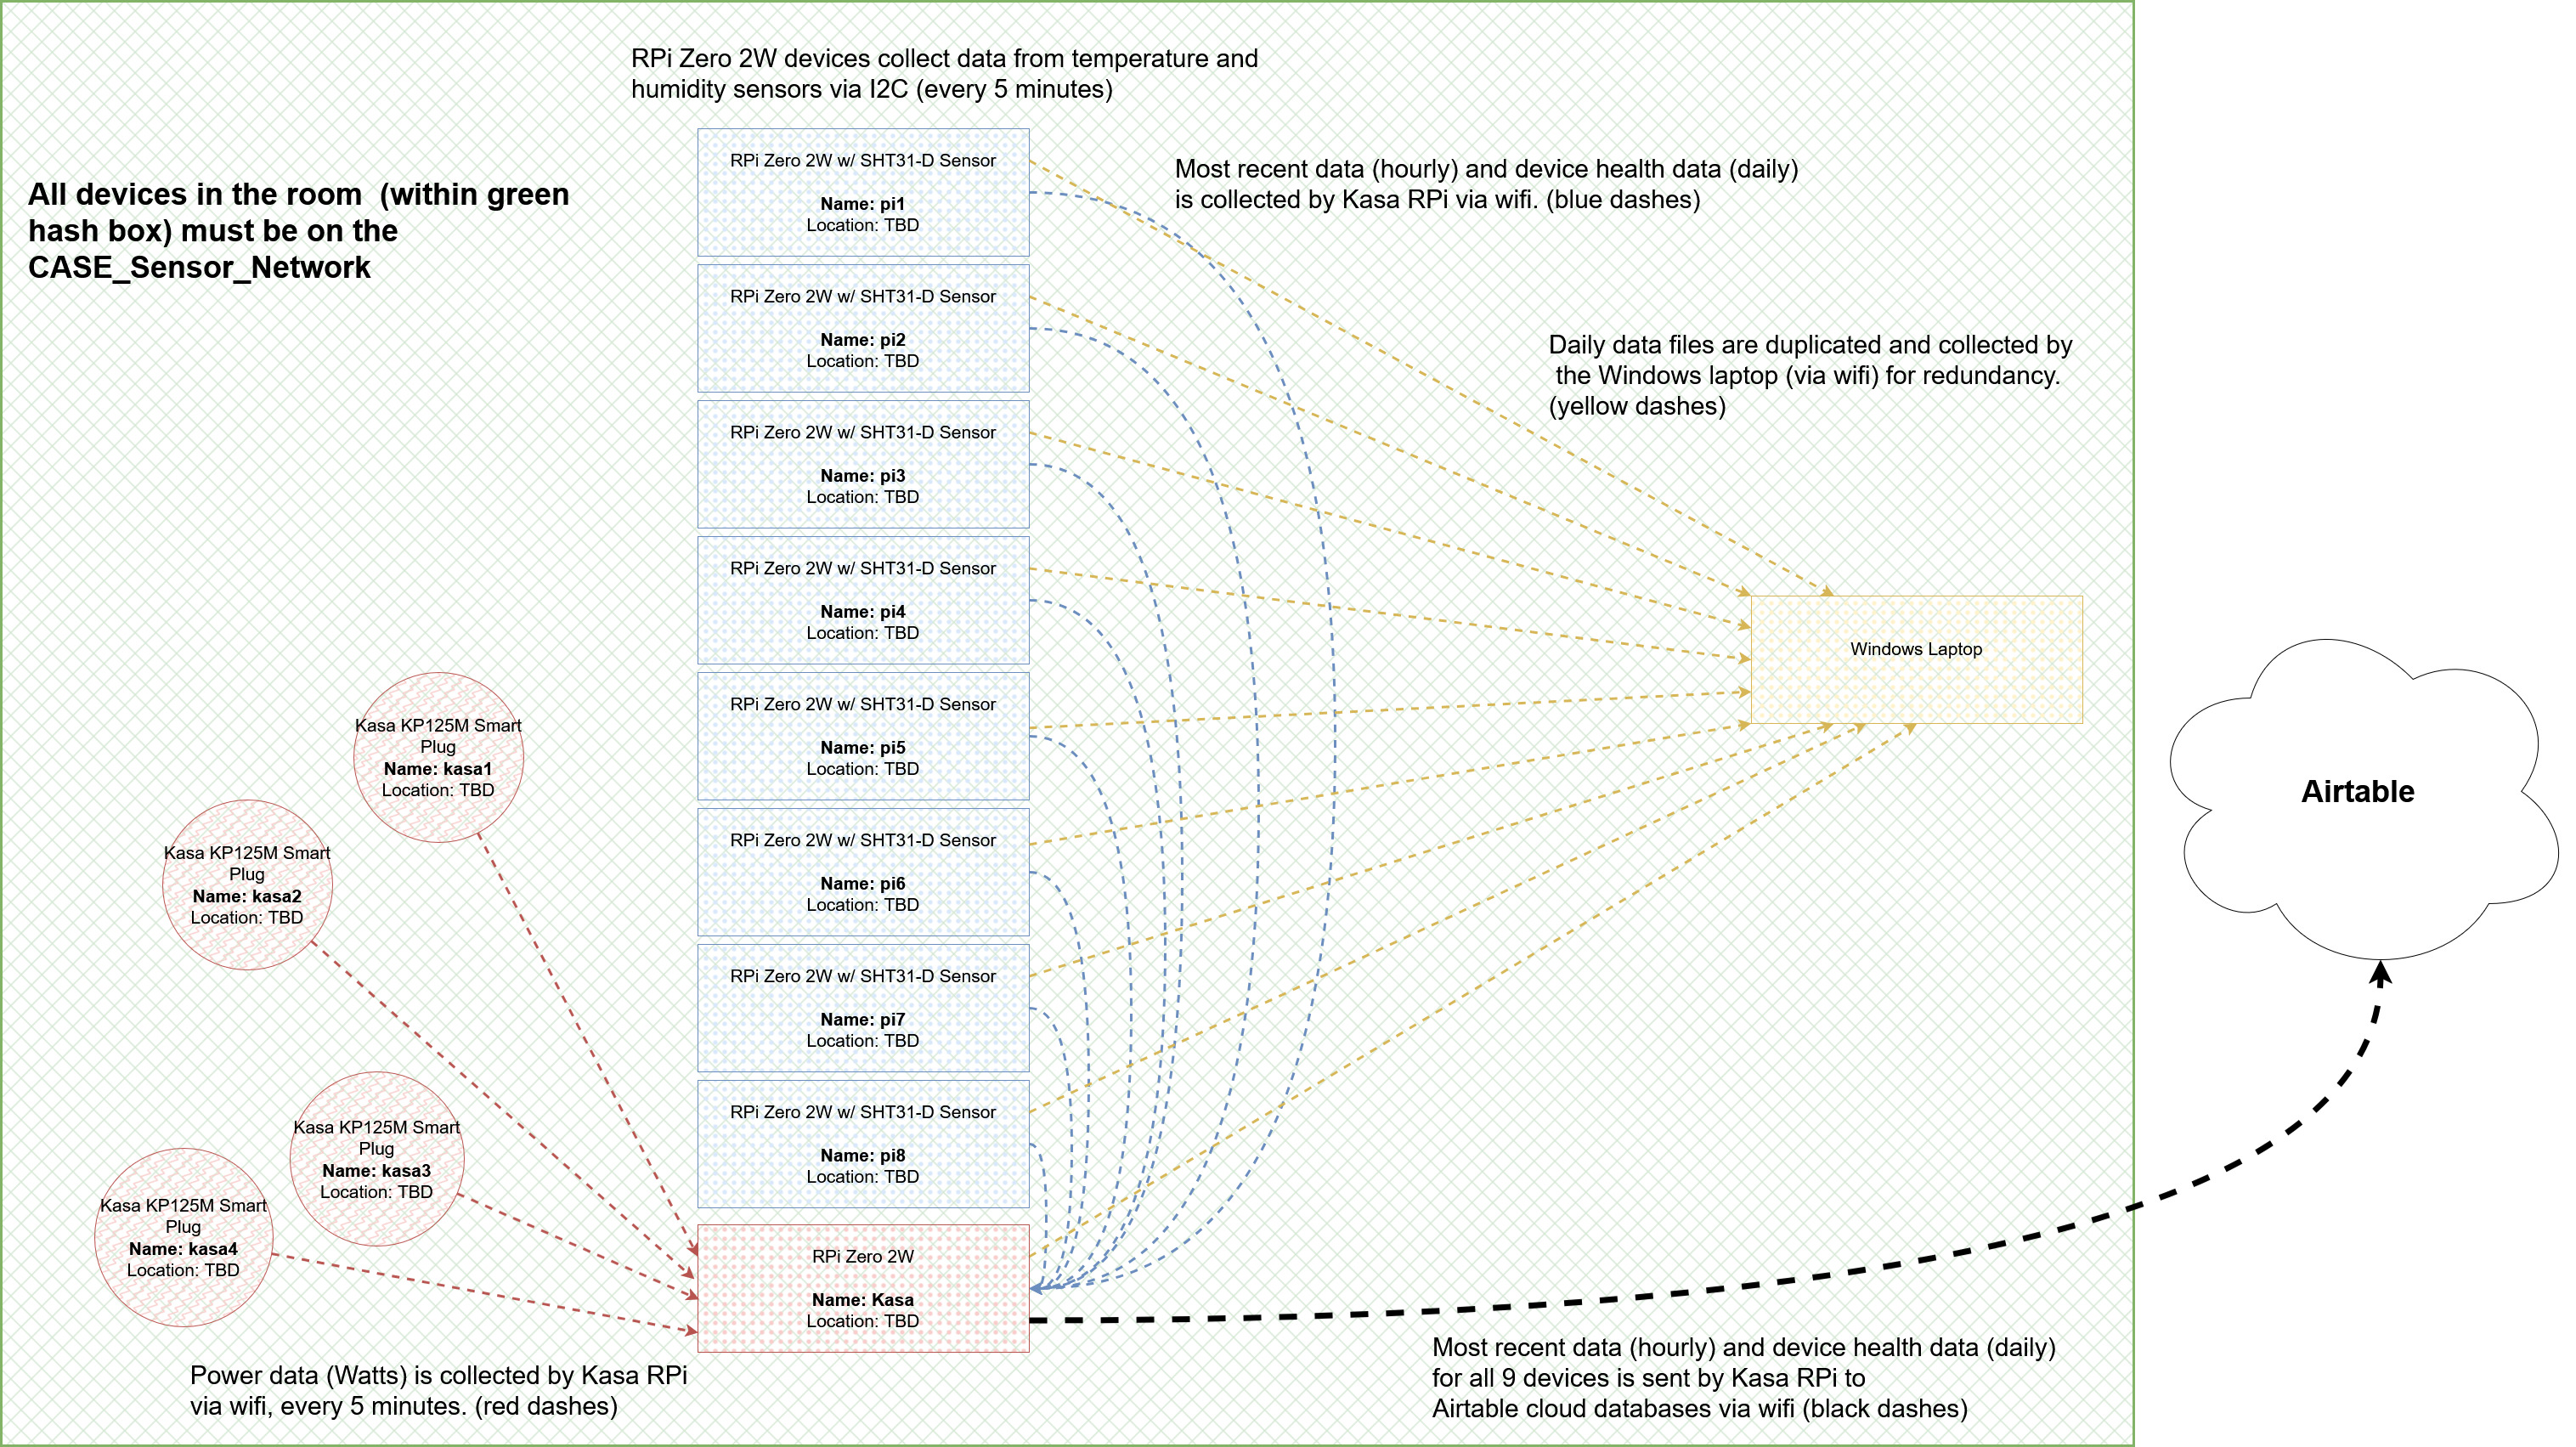 RPi Zero 2W devices collect data from temperature and
humidity sensors via I2C (every 5 minutes)
All devices in the room (within green
hash box) must be on the
CASE_Sensor_Network
RPi Zero 2W w/ SHT31-D Sensor
Name: pi1
Location: TBD
Most recent data (hourly) and device health data (daily)
is collected by Kasa RPi via wifi. (blue dashes)
RPi Zero 2W w/ SHT31-D Sensor
Name: pi2
Location: TBD
Daily data files are duplicated and collected by
the Windows laptop (via wifi) for redundancy.
(yellow dashes)
RPi Zero 2W w/ SHT31-D Sensor
Name: pi3
Location: TBD
RPi Zero 2W w/ SHT31-D Sensor
Name: pi4
Location: TBD
Windows Laptop
RPi Zero 2W w/ SHT31-D Sensor
Name: pi5
Location: TBD
Kasa KP125M Smart
Plug
Name: kasa1
Location: TBD
Airtable
Kasa KP125M Smart
Plug
Name: kasa2
Location: TBD
RPi Zero 2W w/ SHT31-D Sensor
Name: pi6
Location: TBD
RPi Zero 2W w/ SHT31-D Sensor
Name: pi7
Location: TBD
Kasa KP125M Smart
Plug
Name: kasa3
Location: TBD
RPi Zero 2W w/ SHT31-D Sensor
Name: pi8
Location: TBD
Kasa KP125M Smart
Plug
Name: kasa4
Location: TBD
RPi Zero 2W
Name: Kasa
Location: TBD
Power data (Watts) is collected by Kasa RPi
via wifi, every 5 minutes. (red dashes)
Most recent data (hourly) and device health data (daily)
for all 9 devices is sent by Kasa RPi to
Airtable cloud databases via wifi (black dashes)